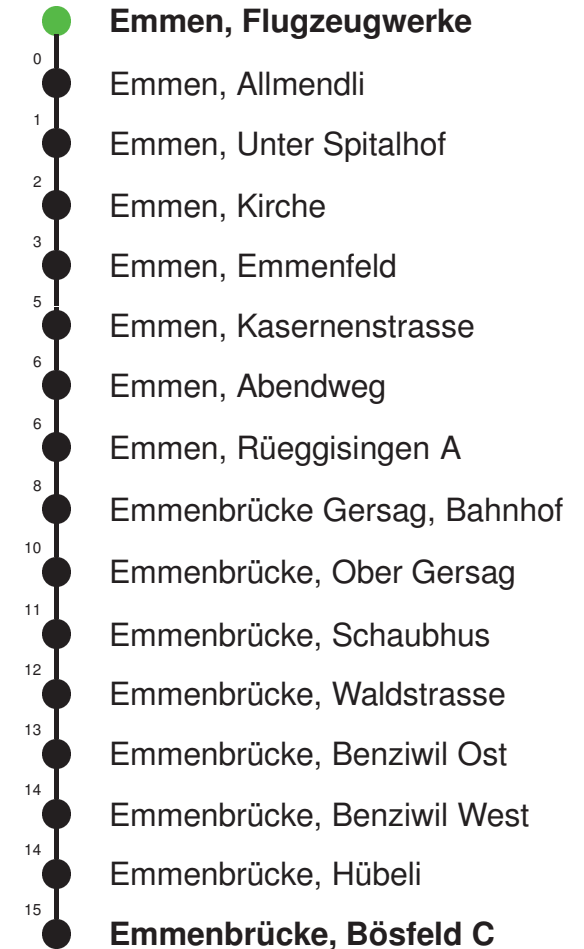 Emmen, Flugzeugwerke
0 Emmen, Allmendli
1 Emmen, Unter Spitalhof
2 Emmen, Kirche
3 Emmen, Emmenfeld
5 Emmen, Kasernenstrasse
6 Emmen, Abendweg
6 Emmen, Rüeggisingen A
8 Emmenbrücke Gersag, Bahnhof
10 Emmenbrücke, Ober Gersag
11 Emmenbrücke, Schaubhus
12 Emmenbrücke, Waldstrasse
13 Emmenbrücke, Benziwil Ost
14 Emmenbrücke, Benziwil West
14 Emmenbrücke, Hübeli
15 Emmenbrücke, Bösfeld C